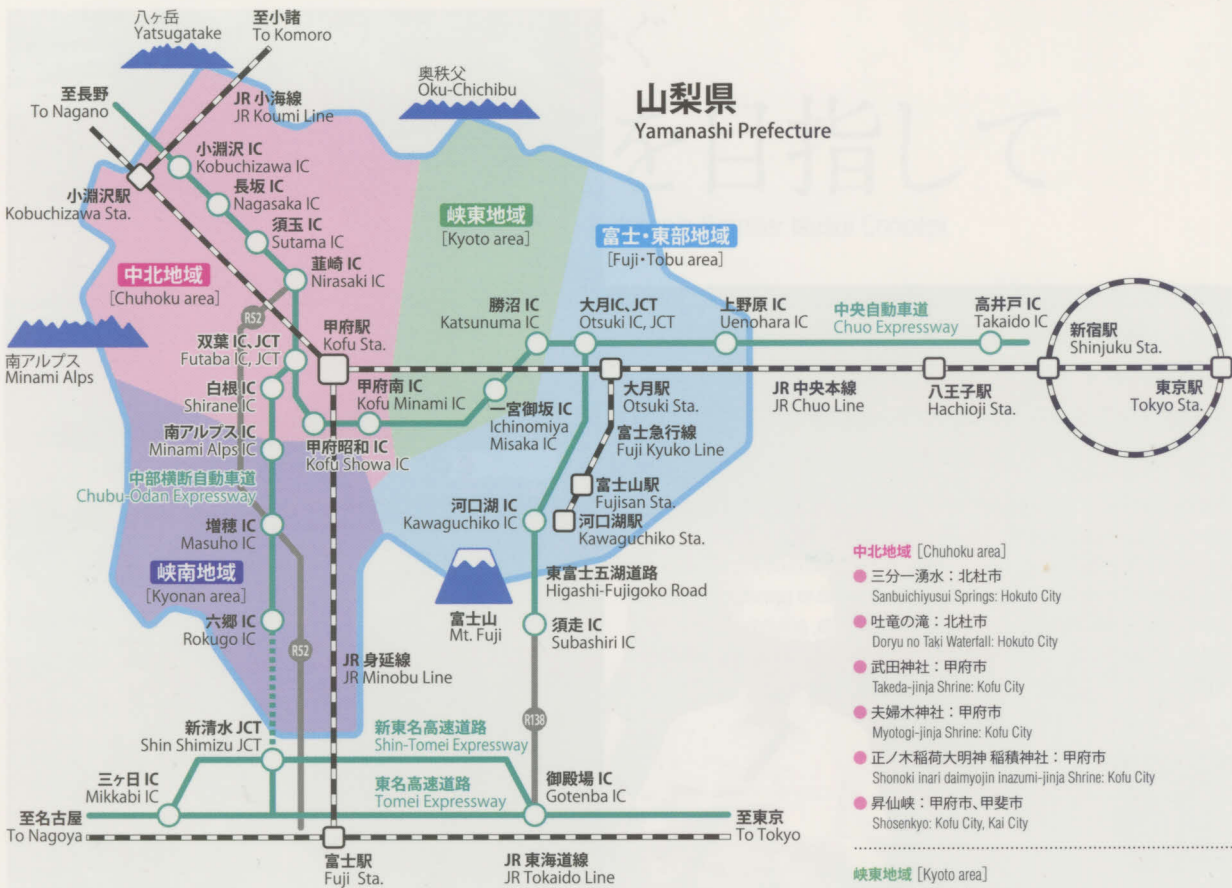 山梨県
Yamanashi Prefecture
八ヶ岳
Yatsugatake
至小諸
To Komoro
奥秩父
Oku-Chichibu
至長野
To Nagano
JR 小海線
JR Koumi Line
小淵沢 IC
Kobuchizawa IC
小淵沢駅
Kobuchizawa Sta.
長坂 IC
Nagasaka IC
須玉 IC
Sutama IC
韮崎 IC
Nirasaki IC
中北地域
[Chuhoku area]
峡東地域
[Kyoto area]
富士・東部地域
[Fuji・Tobu area]
R52
南アルプス
Minami Alps
双葉 IC、JCT
Futaba IC, JCT
甲府駅
Kofu Sta.
勝沼 IC
Katsunuma IC
大月IC、JCT
Otsuki IC, JCT
上野原 IC
Uenohara IC
中央自動車道
Chuo Expressway
高井戸 IC
Takaido IC
新宿駅
Shinjuku Sta.
白根 IC
Shirane IC
甲府南 IC
Kofu Minami IC
一宮御坂 IC
Ichinomiya
Misaka IC
大月駅
Otsuki Sta.
JR 中央本線
JR Chuo Line
八王子駅
Hachioji Sta.
東京駅
Tokyo Sta.
南アルプス IC
Minami Alps IC
甲府昭和 IC
Kofu Showa IC
富士急行線
Fuji Kyuko Line
中部横断自動車道
Chubu-Odan Expressway
富士山駅
Fujisan Sta.
河口湖 IC
Kawaguchiko IC
河口湖駅
Kawaguchiko Sta.
増穂 IC
Masuho IC
峡南地域
[Kyonan area]
東富士五湖道路
Higashi-Fujigoko Road
富士山
Mt. Fuji
須走 IC
Subashiri IC
六郷 IC
Rokugo IC
R52
JR 身延線
JR Minobu Line
R138
新清水 JCT
Shin Shimizu JCT
新東名高速道路
Shin-Tomei Expressway
三ヶ日 IC
Mikkabi IC
東名高速道路
Tomei Expressway
御殿場 IC
Gotenba IC
至名古屋
To Nagoya
至東京
To Tokyo
富士駅
Fuji Sta.
JR 東海道線
JR Tokaido Line
中北地域 [Chuhoku area]
三分一湧水：北杜市
Sanbuichiyusui Springs: Hokuto City
吐竜の滝：北杜市
Doryu no Taki Waterfall: Hokuto City
武田神社：甲府市
Takeda-jinja Shrine: Kofu City
夫婦木神社：甲府市
Myotogi-jinja Shrine: Kofu City
正ノ木稲荷大明神 稲積神社：甲府市
Shonoki inari daimyojin inazumi-jinja Shrine: Kofu City
昇仙峡：甲府市、甲斐市
Shosenkyo: Kofu City, Kai City
峡東地域 [Kyoto area]